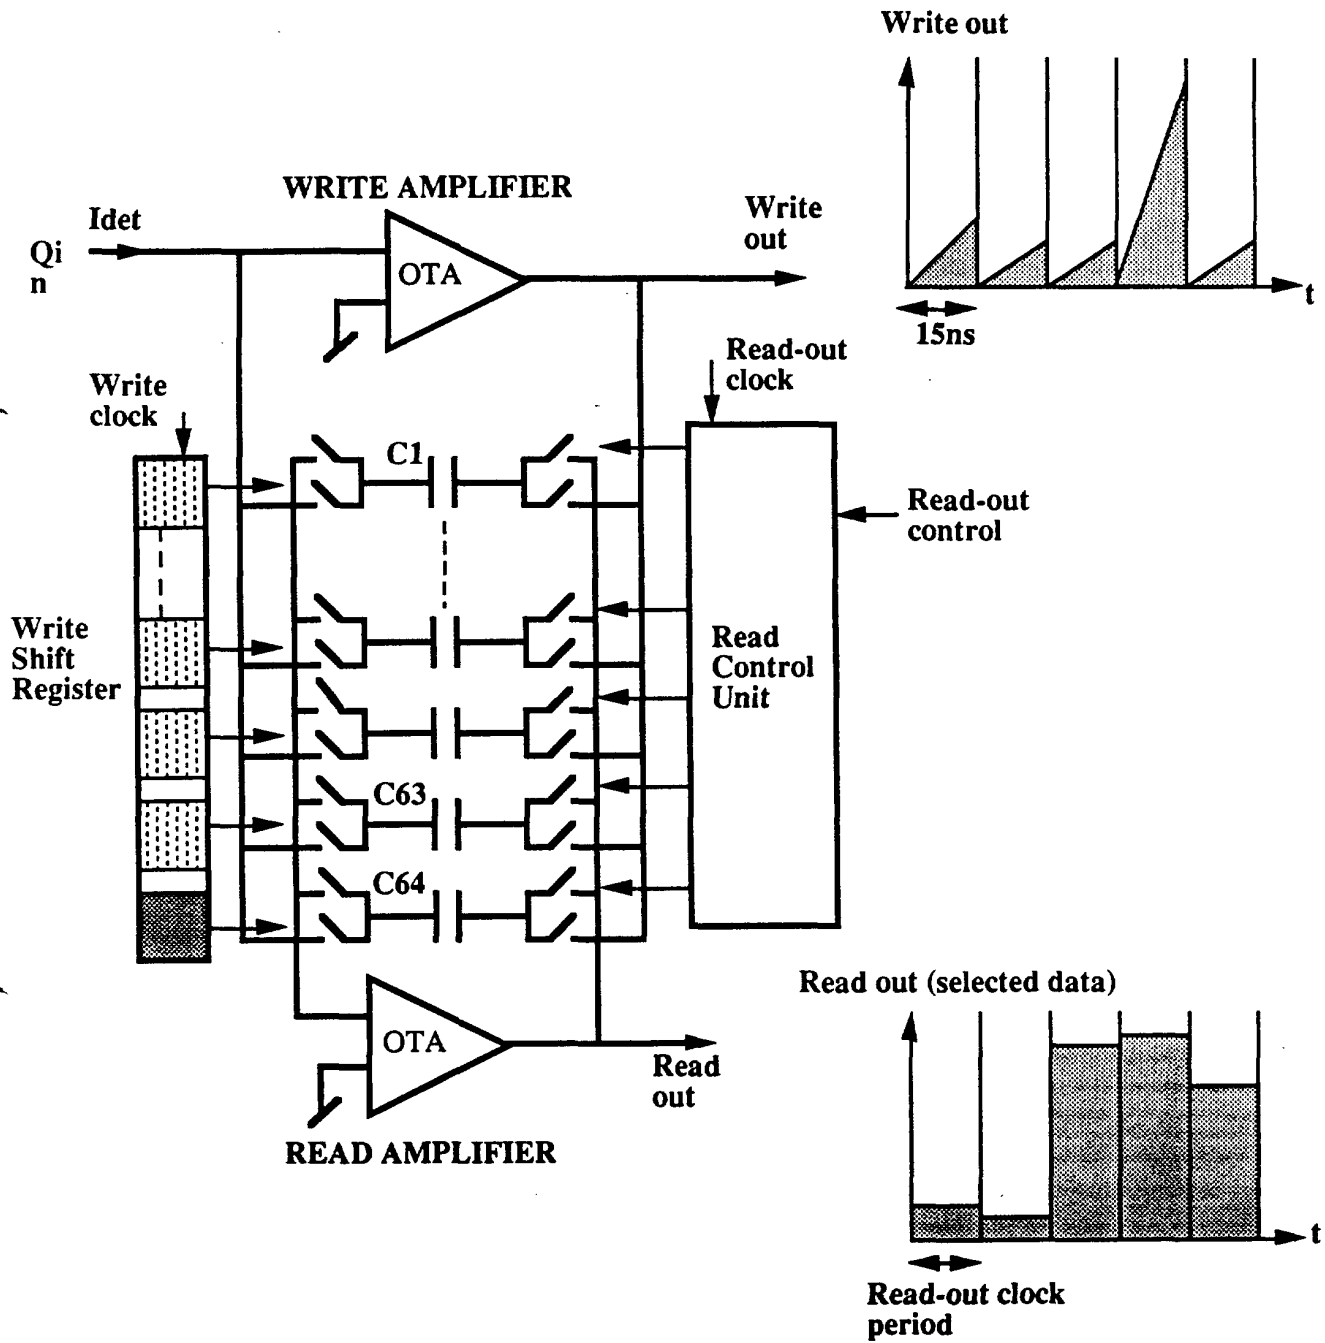 Write out
WRITE AMPLIFIER
Idet
Write
out
Qi
n
OTA
t
15ns
Read-out
clock
Write
clock
C1
Read-out
control
Write
Shift
Register
Read
Control
Unit
C63
C64
Read out (selected data)
OTA
Read
out
READ AMPLIFIER
t
Read-out clock
period